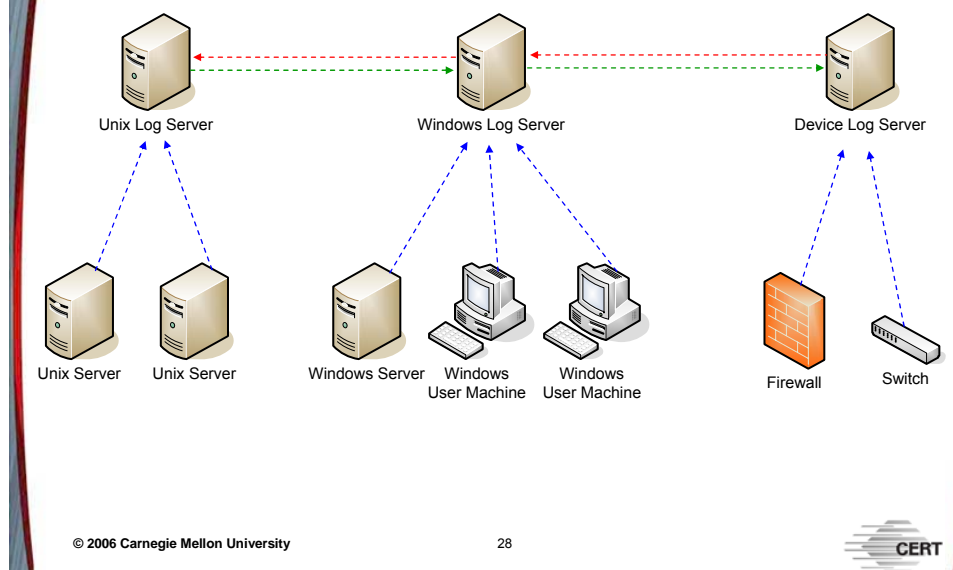 Unix Log Server
Windows Log Server
Device Log Server
Unix Server
Unix Server
Windows Server
Windows
User Machine
Windows
User Machine
Firewall
Switch
© 2006 Carnegie Mellon University
28
CERT